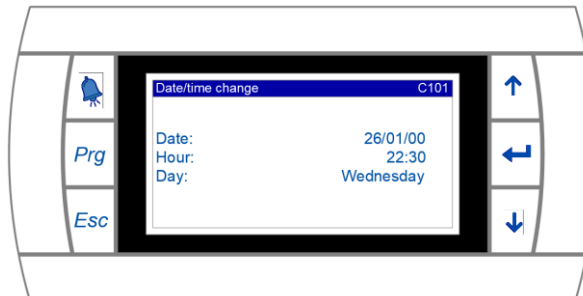 Date/time change C101
Date: 26/01/00
Hour: 22:30
Day: Wednesday
Prg
Esc